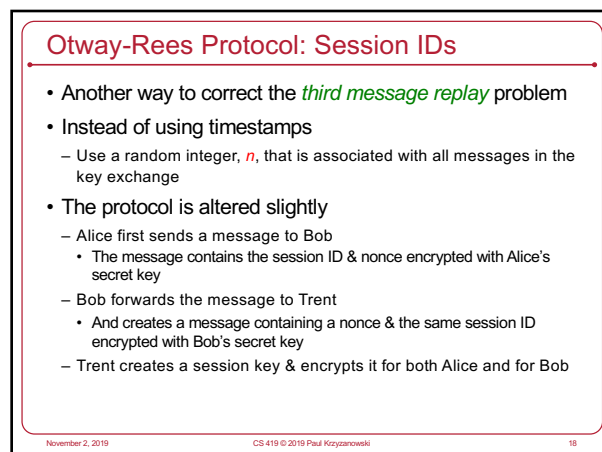 Otway-Rees Protocol: Session IDs
• Another way to correct the third message replay problem
• Instead of using timestamps
– Use a random integer, n, that is associated with all messages in the
key exchange
• The protocol is altered slightly
– Alice first sends a message to Bob
• The message contains the session ID & nonce encrypted with Alice's
secret key
– Bob forwards the message to Trent
• And creates a message containing a nonce & the same session ID
encrypted with Bob's secret key
– Trent creates a session key & encrypts it for both Alice and for Bob
November 2, 2019
CS 419 © 2019 Paul Krzyzanowski
18